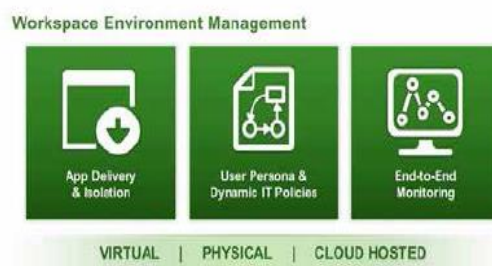 Workspace Environment Management
App Delivery
& Isolation
User Persona &
Dynamic IT Policies
End-to-End
Monitoring
VIRTUAL | PHYSICAL | CLOUD HOSTED